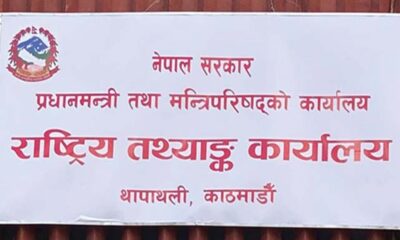 नेपाल सरकार
प्रधानमन्त्री तथा मन्त्रिपरिषद्को कार्यालय
राष्ट्रिय तथ्याङ्क कार्यालय
थापाथली, काठमाडौँ